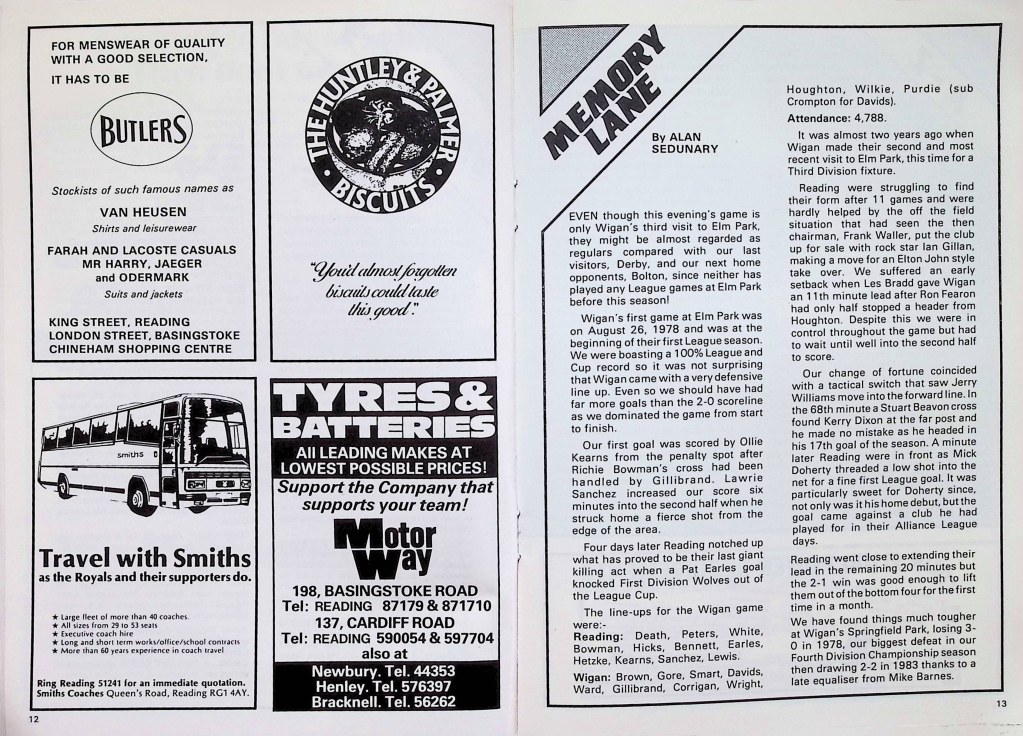 FOR MENSWEAR OF QUALITY
WITH A GOOD SELECTION,
IT HAS TO BE
BUTLERS
Stockists of such famous names as
VAN HEUSEN
Shirts and leisurewear
FARAH AND LACOSTE CASUALS
MR HARRY, JAEGER
and ODERMARK
Suits and jackets
KING STREET, READING
LONDON STREET, BASINGSTOKE
CHINEHAM SHOPPING CENTRE
THE HUNTLEY & PALMER
· BISCUITS ·
"You'd almost forgotten
biscuits could taste
this good".
smiths
Travel with Smiths
as the Royals and their supporters do.
★ Large fleet of more than 40 coaches.
★ All sizes from 29 to 53 seats
★ Executive coach hire
★ Long and short term works/office/school contracts
★ More than 60 years experience in coach travel
Ring Reading 51241 for an immediate quotation.
Smiths Coaches Queen's Road, Reading RG1 4AY.
TYRES &
BATTERIES
All LEADING MAKES AT
LOWEST POSSIBLE PRICES!
Support the Company that
supports your team!
Motor
Way
198, BASINGSTOKE ROAD
Tel: READING 87179 & 871710
137, CARDIFF ROAD
Tel: READING 590054 & 597704
also at
Newbury. Tel. 44353
Henley. Tel. 576397
Bracknell. Tel. 56262
12
MEMORY
LANE
By ALAN
SEDUNARY
EVEN though this evening's game is
only Wigan's third visit to Elm Park,
they might be almost regarded as
regulars compared with our last
visitors, Derby, and our next home
opponents, Bolton, since neither has
played any League games at Elm Park
before this season!
Wigan's first game at Elm Park was
on August 26, 1978 and was at the
beginning of their first League season.
We were boasting a 100% League and
Cup record so it was not surprising
that Wigan came with a very defensive
line up. Even so we should have had
far more goals than the 2-0 scoreline
as we dominated the game from start
to finish.
Our first goal was scored by Ollie
Kearns from the penalty spot after
Richie Bowman's cross had been
handled by Gillibrand. Lawrie
Sanchez increased our score six
minutes into the second half when he
struck home a fierce shot from the
edge of the area.
Four days later Reading notched up
what has proved to be their last giant
killing act when a Pat Earles goal
knocked First Division Wolves out of
the League Cup.
The line-ups for the Wigan game
were:-
Reading: Death, Peters, White,
Bowman, Hicks, Bennett, Earles,
Hetzke, Kearns, Sanchez, Lewis.
Wigan: Brown, Gore, Smart, Davids,
Ward, Gillibrand, Corrigan, Wright,
Houghton, Wilkie, Purdie (sub
Crompton for Davids).
Attendance: 4,788.
It was almost two years ago when
Wigan made their second and most
recent visit to Elm Park, this time for a
Third Division fixture.
Reading were struggling to find
their form after 11 games and were
hardly helped by the off the field
situation that had seen the then
chairman, Frank Waller, put the club
up for sale with rock star Ian Gillan,
making a move for an Elton John style
take over. We suffered an early
setback when Les Bradd gave Wigan
an 11th minute lead after Ron Fearon
had only half stopped a header from
Houghton. Despite this we were in
control throughout the game but had
to wait until well into the second half
to score.
Our change of fortune coincided
with a tactical switch that saw Jerry
Williams move into the forward line. In
the 68th minute a Stuart Beavon cross
found Kerry Dixon at the far post and
he made no mistake as he headed in
his 17th goal of the season. A minute
later Reading were in front as Mick
Doherty threaded a low shot into the
net for a fine first League goal. It was
particularly sweet for Doherty since,
not only was it his home debut, but the
goal came against a club he had
played for in their Alliance League
days.
Reading went close to extending their
lead in the remaining 20 minutes but
the 2-1 win was good enough to lift
them out of the bottom four for the first
time in a month.
We have found things much tougher
at Wigan's Springfield Park, losing 3-
0 in 1978, our biggest defeat in our
Fourth Division Championship season
then drawing 2-2 in 1983 thanks to a
late equaliser from Mike Barnes.
13